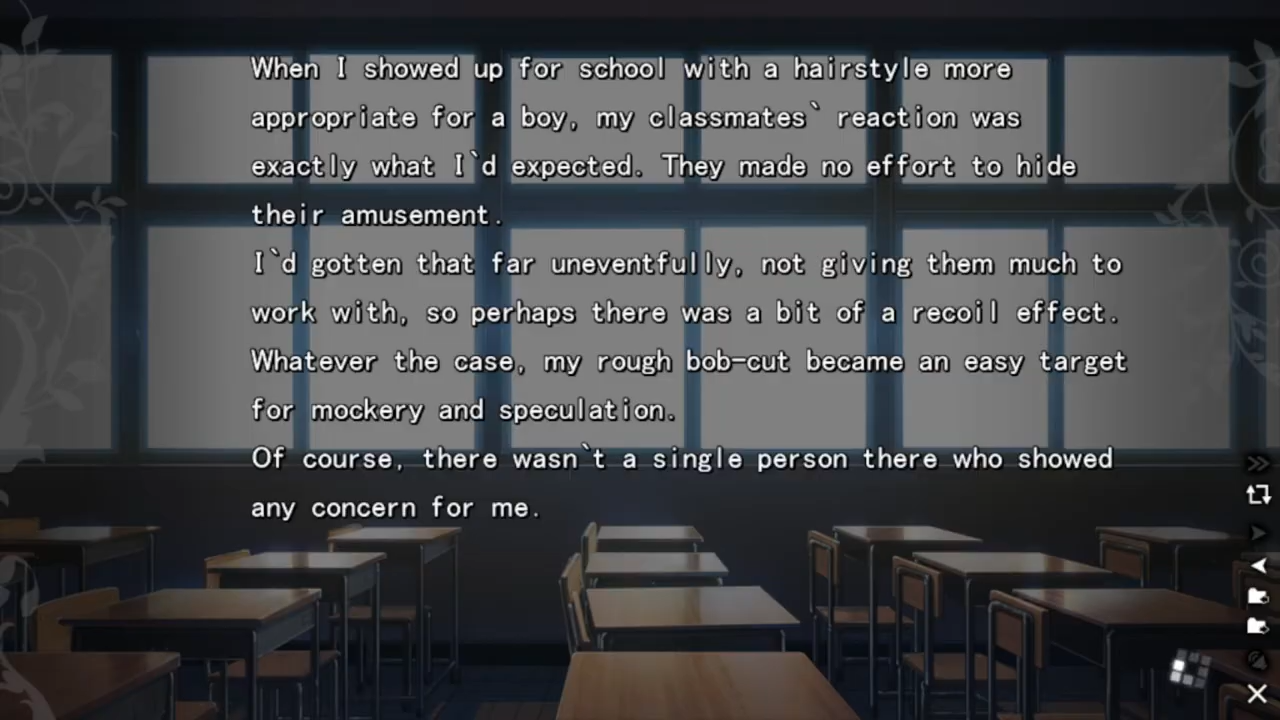 When I showed up for school with a hairstyle more
appropriate for a boy, my classmates` reaction was
exactly what I`d expected. They made no effort to hide
their amusement.
I`d gotten that far uneventfully, not giving them much to
work with, so perhaps there was a bit of a recoil effect.
Whatever the case, my rough bob-cut became an easy target
for mockery and speculation.
Of course, there wasn`t a single person there who showed
any concern for me.